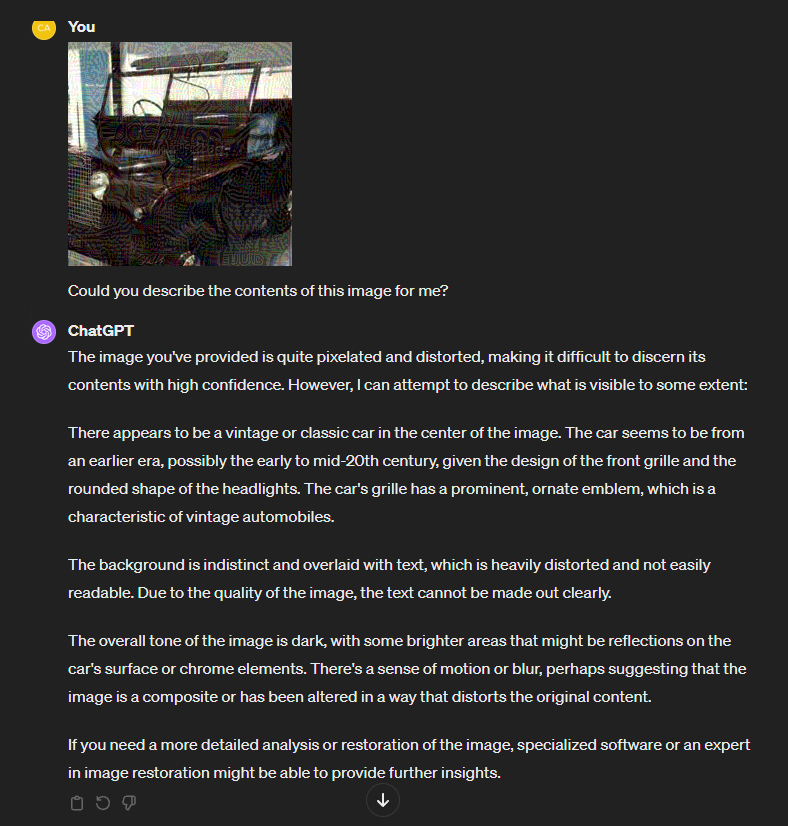 CA
You
Could you describe the contents of this image for me?
ChatGPT
The image you've provided is quite pixelated and distorted, making it difficult to discern its
contents with high confidence. However, I can attempt to describe what is visible to some extent:
There appears to be a vintage or classic car in the center of the image. The car seems to be from
an earlier era, possibly the early to mid-20th century, given the design of the front grille and the
rounded shape of the headlights. The car's grille has a prominent, ornate emblem, which is a
characteristic of vintage automobiles.
The background is indistinct and overlaid with text, which is heavily distorted and not easily
readable. Due to the quality of the image, the text cannot be made out clearly.
The overall tone of the image is dark, with some brighter areas that might be reflections on the
car's surface or chrome elements. There's a sense of motion or blur, perhaps suggesting that the
image is a composite or has been altered in a way that distorts the original content.
If you need a more detailed analysis or restoration of the image, specialized software or an expert
in image restoration might be able to provide further insights.